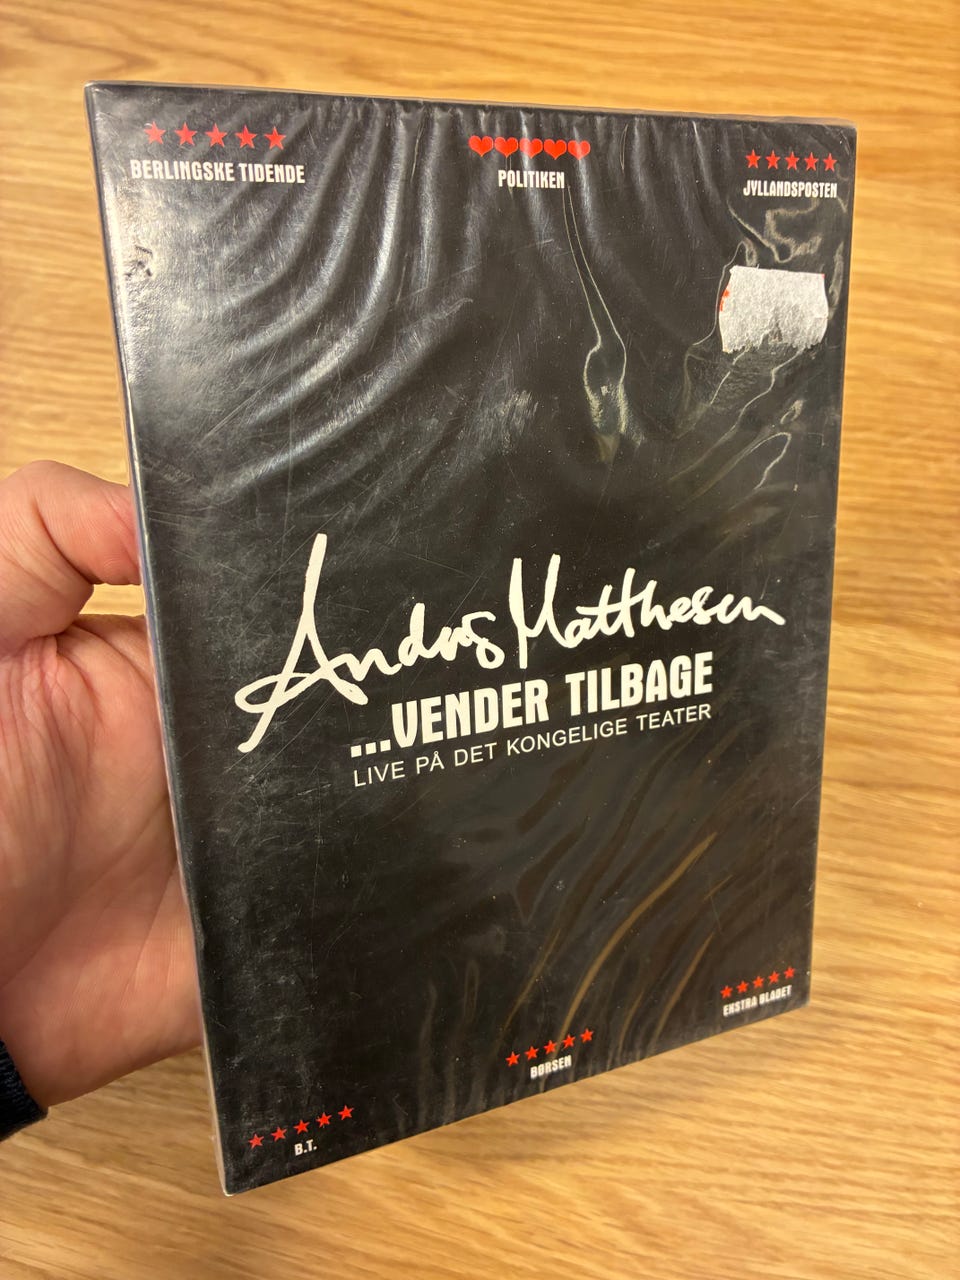 BERLINGSKE TIDENDE
POLITIKEN
JYLLANDSPOSTEN
Anders Matthesen
...VENDER TILBAGE
LIVE PÅ DET KONGELIGE TEATER
EKSTRA BLADET
BØRSEN
B.T.